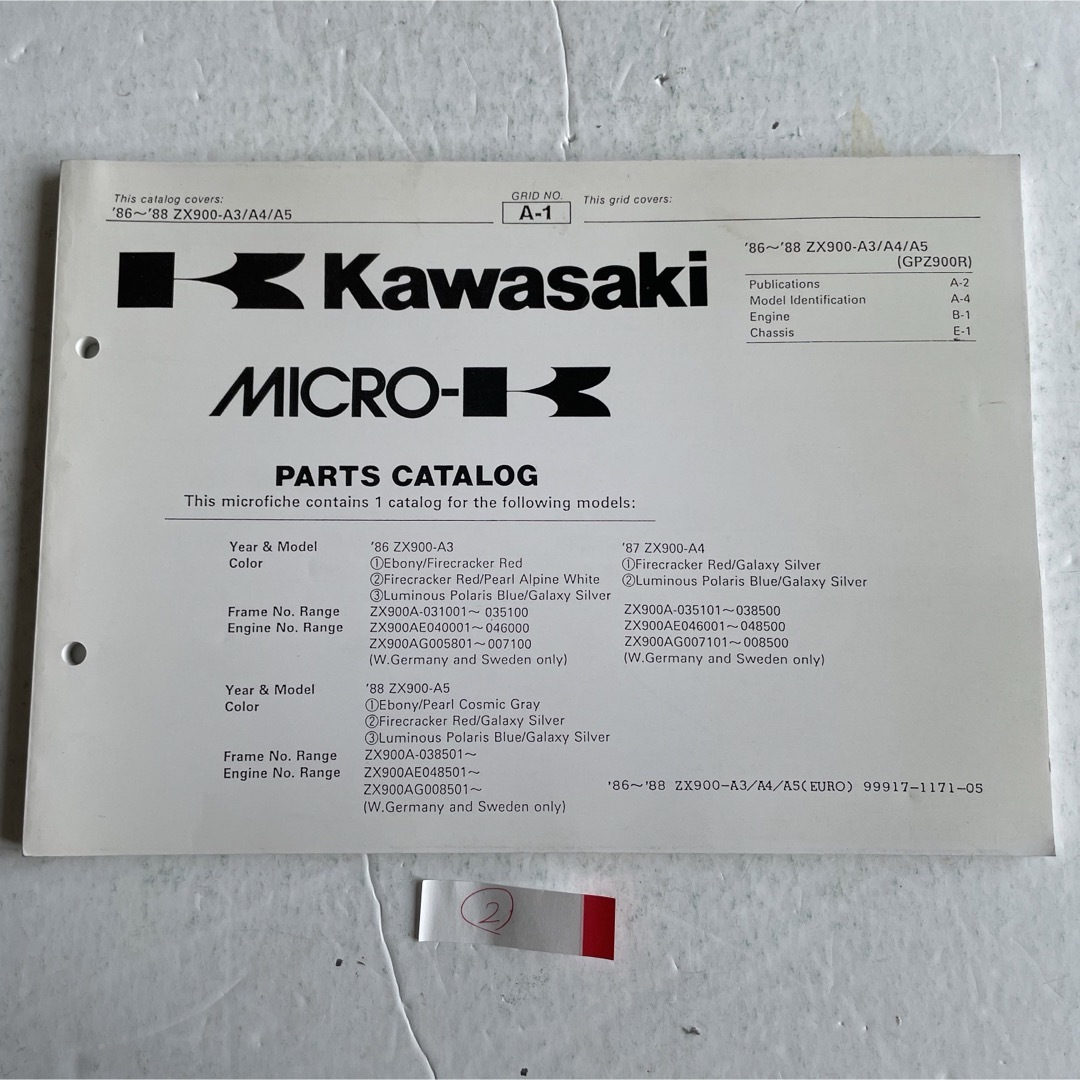 This catalog covers:
'86～'88 ZX900-A3/A4/A5
GRID NO.
A-1
This grid covers:
'86～'88 ZX900-A3/A4/A5
(GPZ900R)
Publications A-2
Model Identification A-4
Engine B-1
Chassis E-1
Kawasaki
MICRO-K
PARTS CATALOG
This microfiche contains 1 catalog for the following models:
Year & Model '86 ZX900-A3
Color ①Ebony/Firecracker Red
②Firecracker Red/Pearl Alpine White
③Luminous Polaris Blue/Galaxy Silver
Frame No. Range ZX900A-031001～035100
Engine No. Range ZX900AE040001～046000
ZX900AG005801～007100
(W.Germany and Sweden only)
'87 ZX900-A4
①Firecracker Red/Galaxy Silver
②Luminous Polaris Blue/Galaxy Silver
ZX900A-035101～038500
ZX900AE046001～048500
ZX900AG007101～008500
(W.Germany and Sweden only)
Year & Model '88 ZX900-A5
Color ①Ebony/Pearl Cosmic Gray
②Firecracker Red/Galaxy Silver
③Luminous Polaris Blue/Galaxy Silver
Frame No. Range ZX900A-038501～
Engine No. Range ZX900AE048501～
ZX900AG008501～
(W.Germany and Sweden only)
'86～'88 ZX900-A3/A4/A5(EURO) 99917-1171-05
②